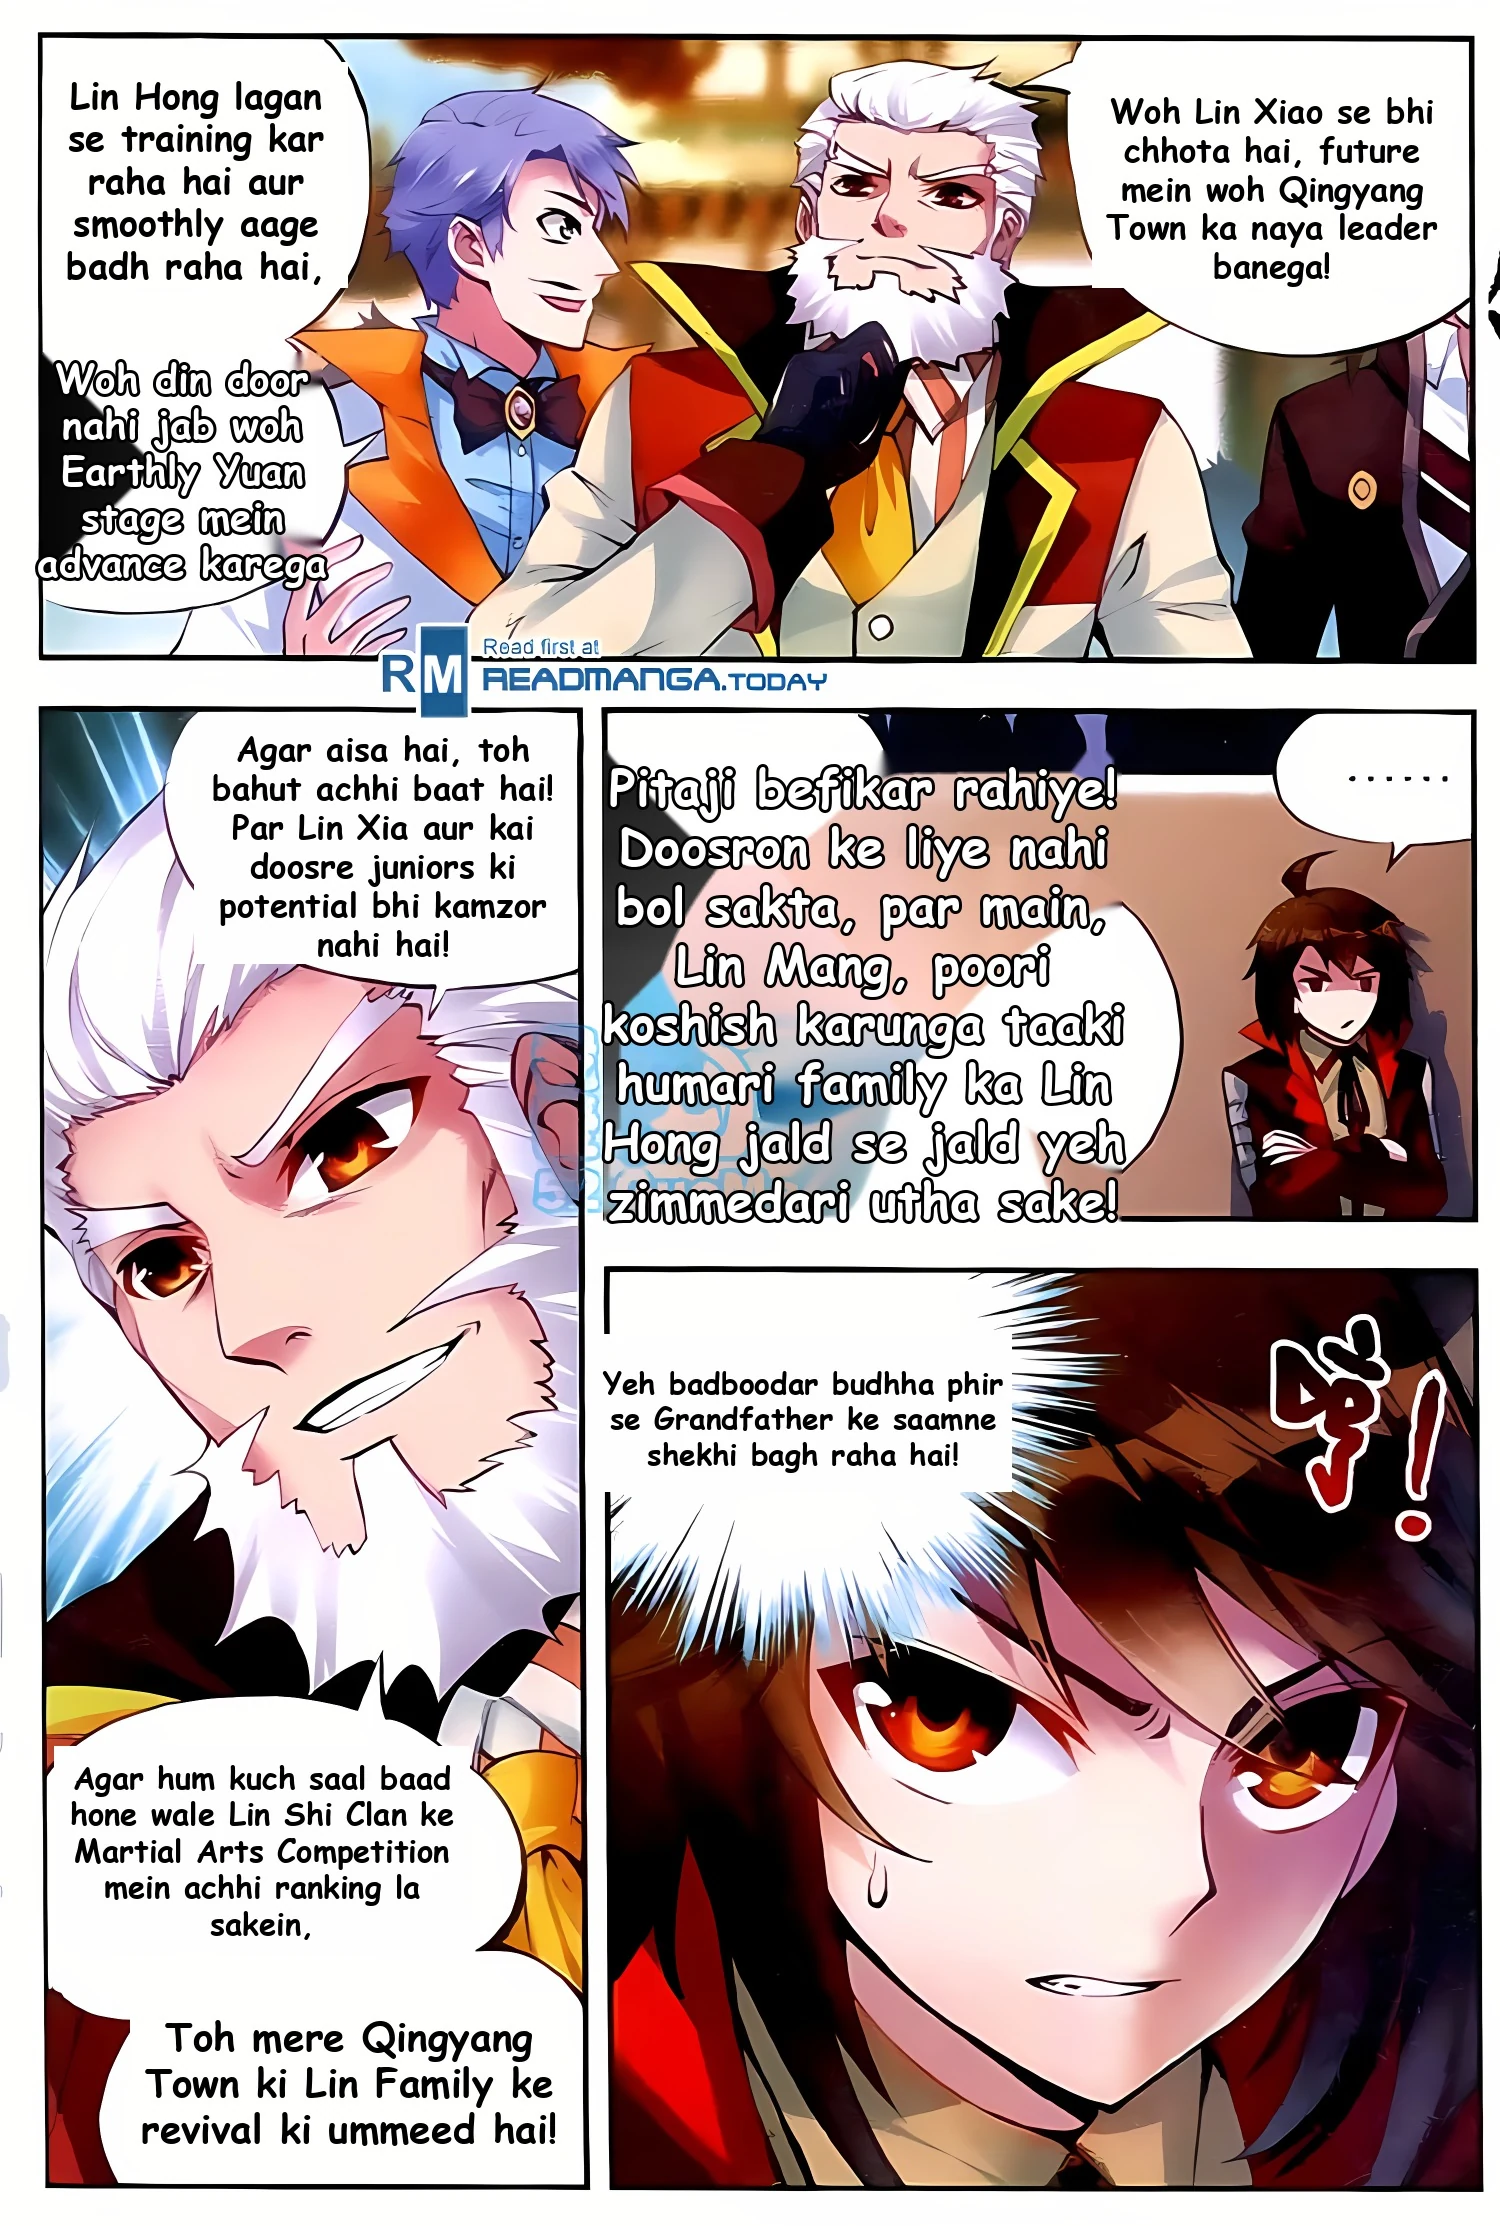 Lin Hong lagan
se training kar
raha hai aur
smoothly aage
badh raha hai,
Woh din door
nahi jab woh
Earthly Yuan
stage mein
advance karega
Woh Lin Xiao se bhi
chhota hai, future
mein woh Qingyang
Town ka naya leader
banega!
RM
Read first at
READMANGA.TODAY
Agar aisa hai, toh
bahut achhi baat hai!
Par Lin Xia aur kai
doosre juniors ki
potential bhi kamzor
nahi hai!
Agar hum kuch saal baad
hone wale Lin Shi Clan ke
Martial Arts Competition
mein achhi ranking la
sakein,
Toh mere Qingyang
Town ki Lin Family ke
revival ki ummeed hai!
Pitaji befikar rahiye!
Doosron ke liye nahi
bol sakta, par main,
Lin Mang, poori
koshish karunga taaki
humari family ka Lin
Hong jald se jald yeh
zimmedari utha sake!
......
Yeh badboodar budhha phir
se Grandfather ke saamne
shekhi bagh raha hai!